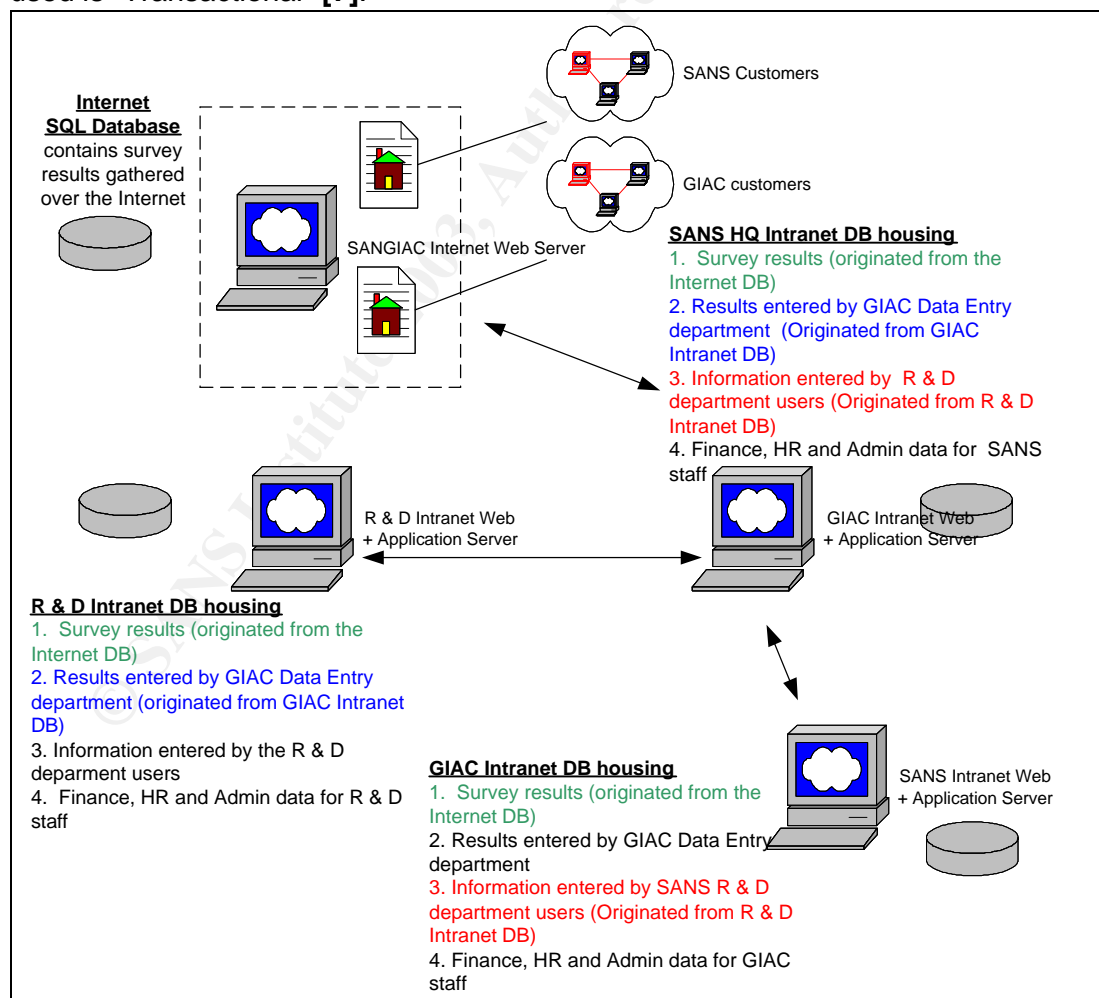 used is "Transactional" [7].
SANS Customers
Internet
SQL Database
contains survey
results gathered
over the Internet
GIAC customers
SANGIAC Internet Web Server
SANS HQ Intranet DB housing
1. Survey results (originated from the
Internet DB)
2. Results entered by GIAC Data Entry
department (Originated from GIAC
Intranet DB)
3. Information entered by R & D
department users (Originated from R & D
Intranet DB)
4. Finance, HR and Admin data for SANS
staff
R & D Intranet Web
+ Application Server
GIAC Intranet Web
+ Application Server
R & D Intranet DB housing
1. Survey results (originated from the
Internet DB)
2. Results entered by GIAC Data Entry
department (originated from GIAC Intranet
DB)
3. Information entered by the R & D
deparment users
4. Finance, HR and Admin data for R & D
staff
GIAC Intranet DB housing
1. Survey results (originated from the
Internet DB)
2. Results entered by GIAC Data Entry
department
3. Information entered by SANS R & D
department users (Originated from R & D
Intranet DB)
4. Finance, HR and Admin data for GIAC
staff
SANS Intranet Web
+ Application Server
© SANS Institute 2003, Auth